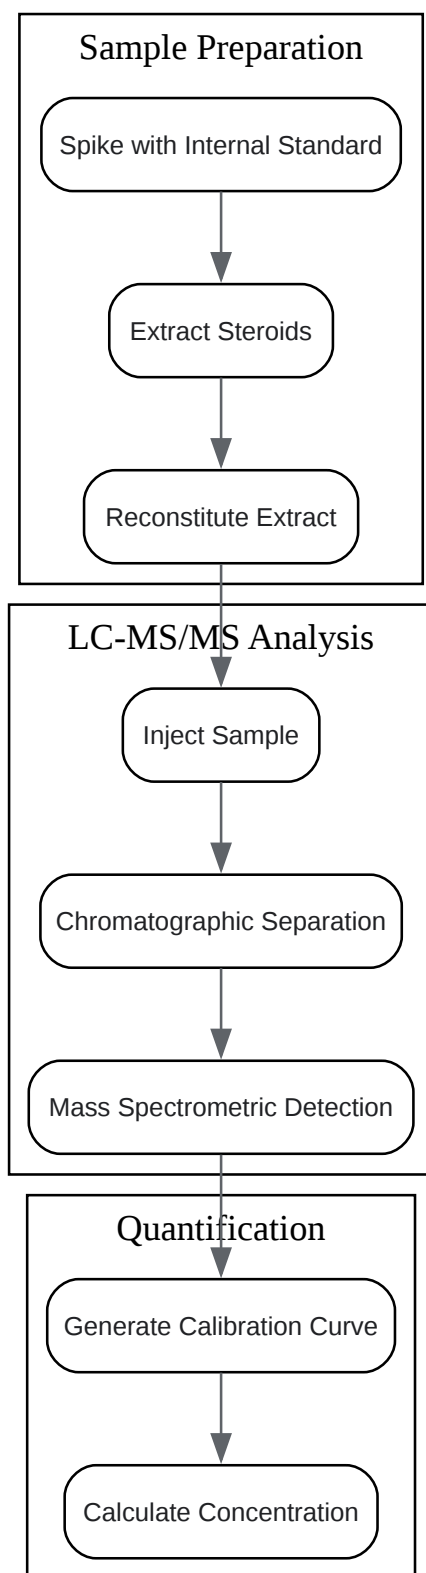 Sample Preparation
Spike with Internal Standard
Extract Steroids
Reconstitute Extract
LC-MS/MS Analysis
Inject Sample
Chromatographic Separation
Mass Spectrometric Detection
Quantification
Generate Calibration Curve
Calculate Concentration